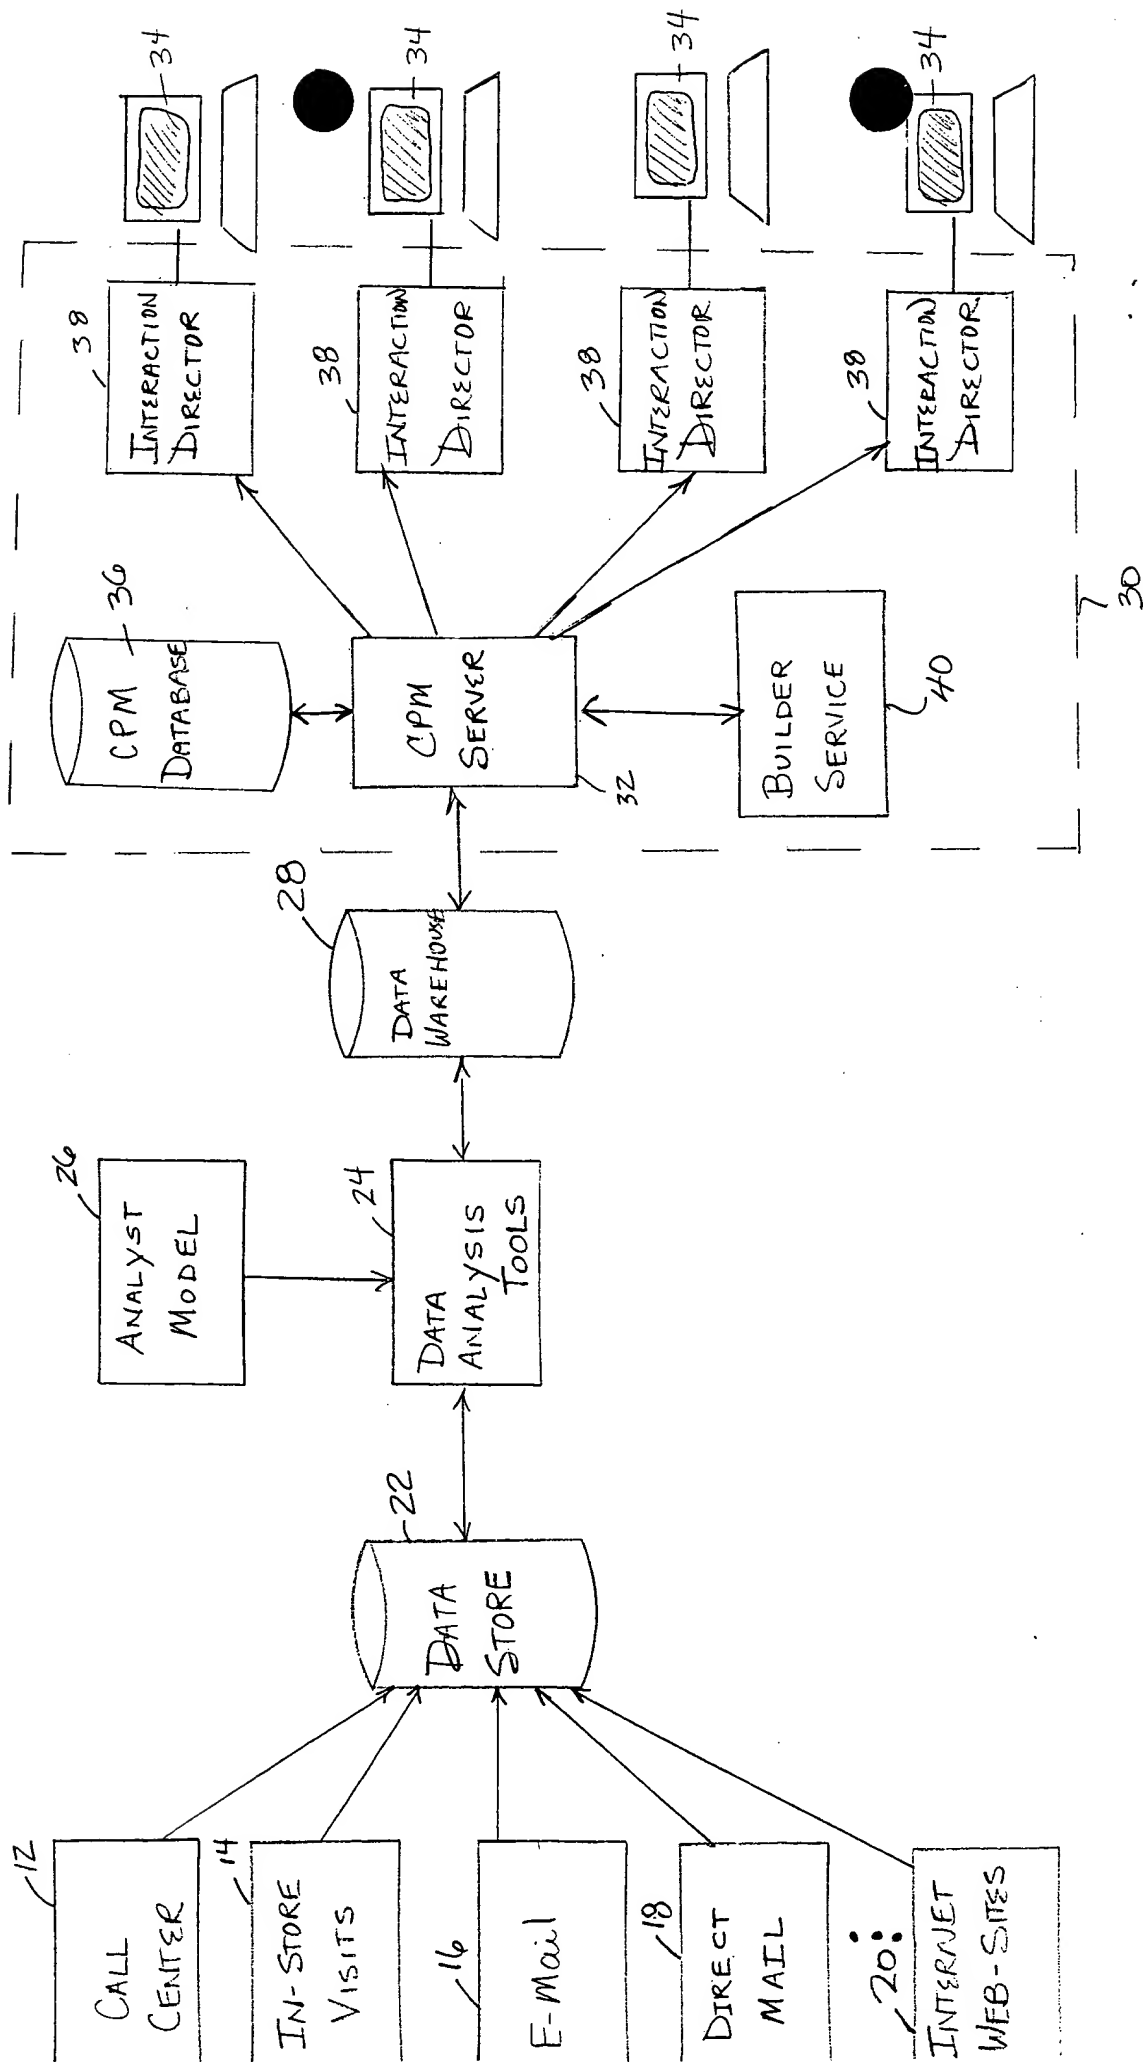 12
CALL
CENTER
14
IN-STORE
VISITS
16
E-Mail
18
DIRECT
MAIL
20
INTERNET
WEB-SITES
22
DATA
STORE
26
ANALYST
MODEL
24
DATA
ANALYSIS
TOOLS
28
DATA
WAREHOUSE
36
CPM
DATABASE
CPM
SERVER
32
BUILDER
SERVICE
40
30
38
INTERACTION
DIRECTOR
34
38
INTERACTION
DIRECTOR
34
38
INTERACTION
DIRECTOR
34
38
INTERACTION
DIRECTOR
34